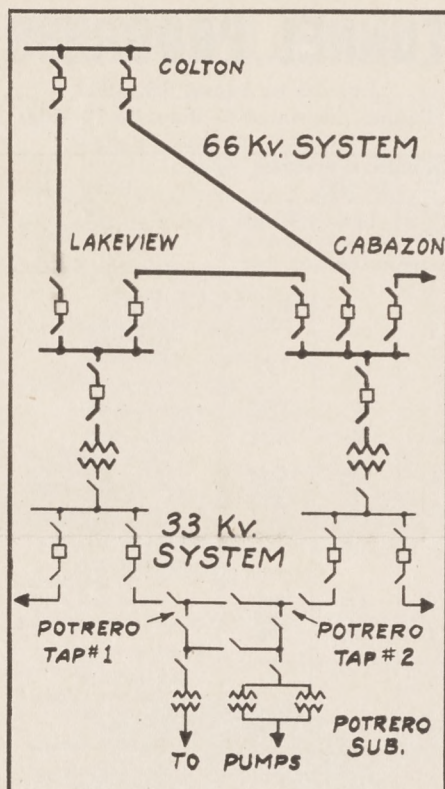 COLTON
66 Kv. SYSTEM
LAKEVIEW
CABAZON
33 Kv.
SYSTEM
POTRERO
TAP #1
POTRERO
TAP #2
POTRERO
SUB.
TO PUMPS